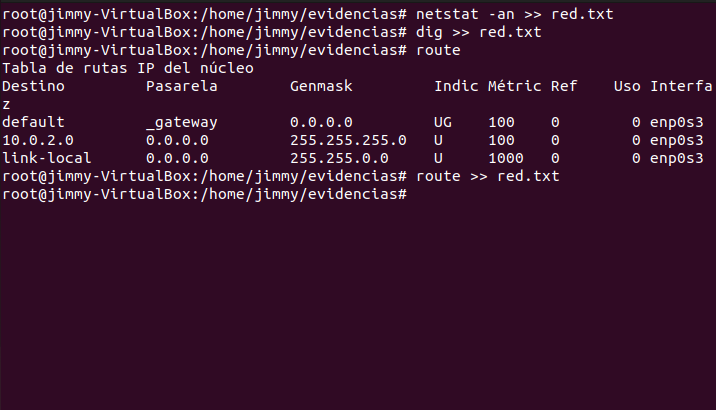 root@jimmy-VirtualBox:/home/jimmy/evidencias# netstat -an >> red.txt
root@jimmy-VirtualBox:/home/jimmy/evidencias# dig >> red.txt
root@jimmy-VirtualBox:/home/jimmy/evidencias# route
Tabla de rutas IP del núcleo
Destino         Pasarela        Genmask         Indic Métric Ref    Uso Interfa
z
default         _gateway        0.0.0.0         UG    100    0        0 enp0s3
10.0.2.0        0.0.0.0         255.255.255.0   U     100    0        0 enp0s3
link-local      0.0.0.0         255.255.0.0     U     1000   0        0 enp0s3
root@jimmy-VirtualBox:/home/jimmy/evidencias# route >> red.txt
root@jimmy-VirtualBox:/home/jimmy/evidencias#